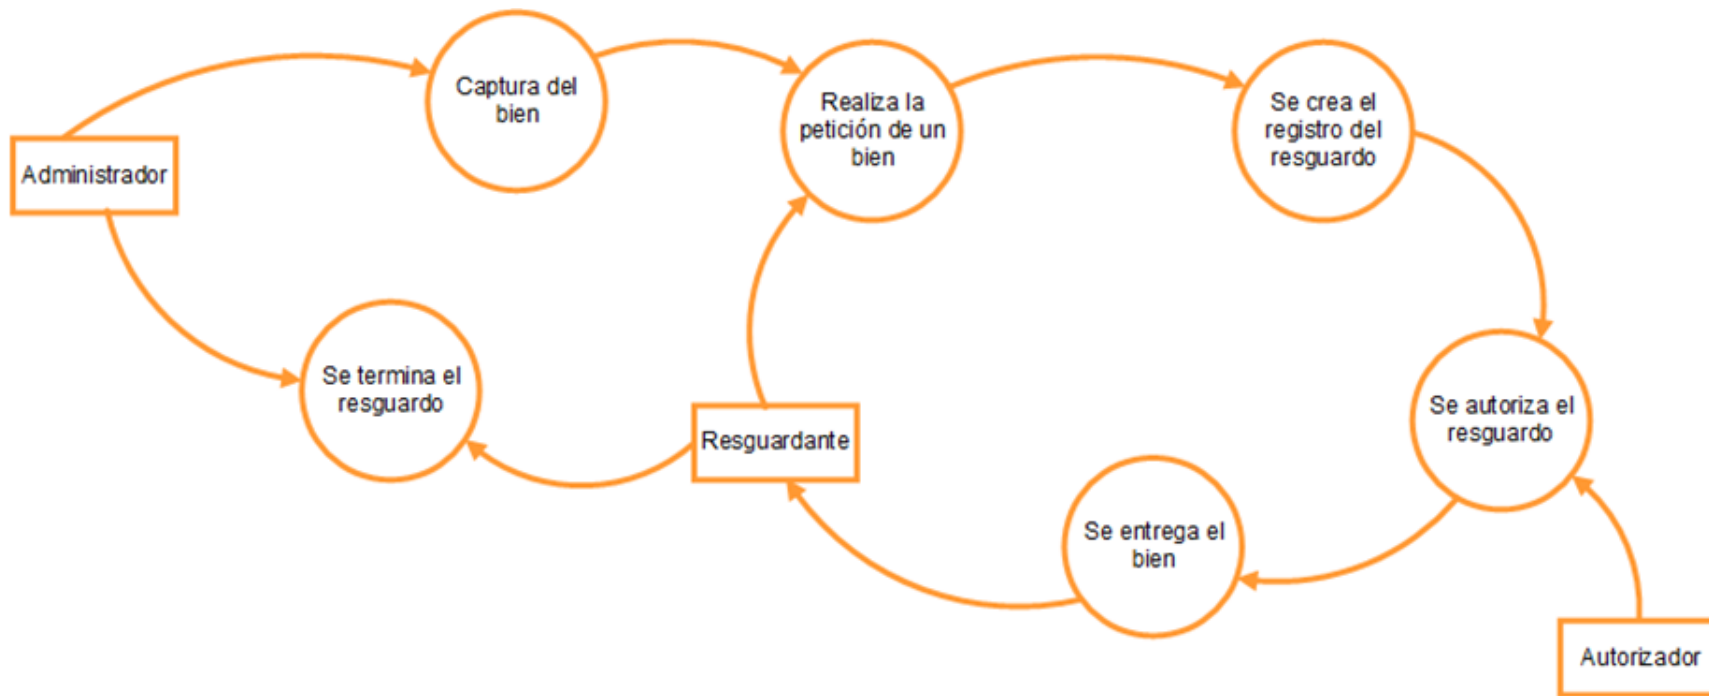 Captura del
bien
Realiza la
petición de un
bien
Se crea el
registro del
resguardo
Administrador
Se termina el
resguardo
Resguardante
Se autoriza el
resguardo
Se entrega el
bien
Autorizador